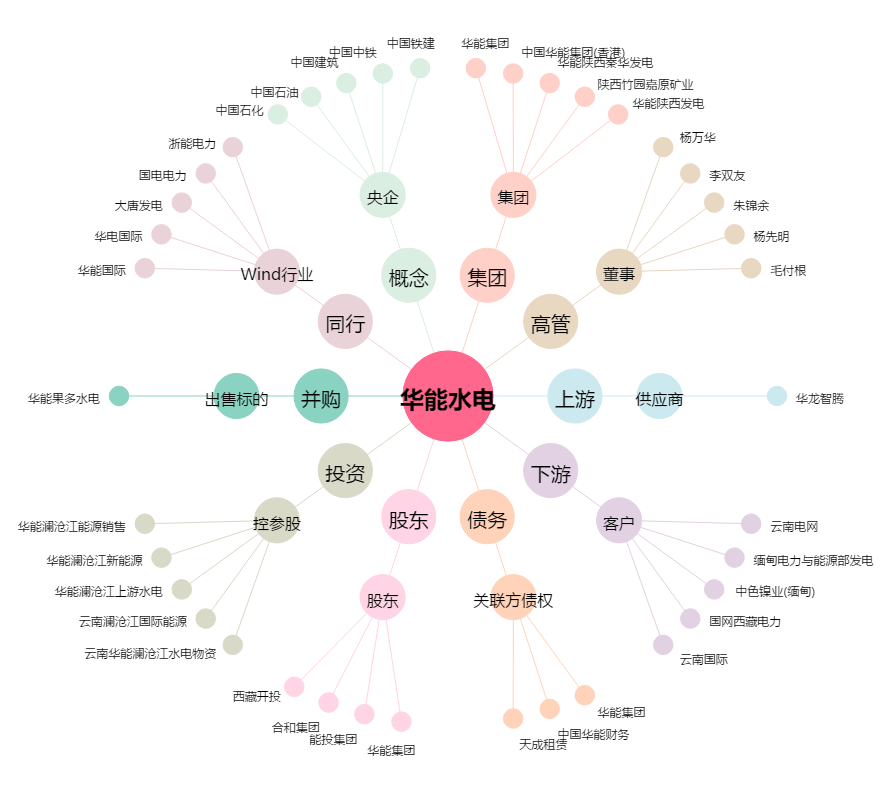 中国铁建
华能集团
中国中铁
中国华能集团(香港)
中国建筑
华能陕西秦华发电
中国石油
陕西竹园嘉原矿业
中国石化
华能陕西发电
浙能电力
杨万华
国电电力
李双友
央企
集团
大唐发电
朱锦余
华电国际
杨先明
华能国际
毛付根
Wind行业
董事
概念
集团
同行
高管
华能果多水电
出售标的
并购
华能水电
上游
供应商
华龙智腾
投资
下游
华能澜沧江能源销售
控参股
股东
债务
客户
云南电网
华能澜沧江新能源
缅甸电力与能源部发电
华能澜沧江上游水电
中色镍业(缅甸)
股东
关联方债权
云南澜沧江国际能源
国网西藏电力
云南华能澜沧江水电物资
云南国际
西藏开投
华能集团
合和集团
中国华能财务
能投集团
天成租赁
华能集团